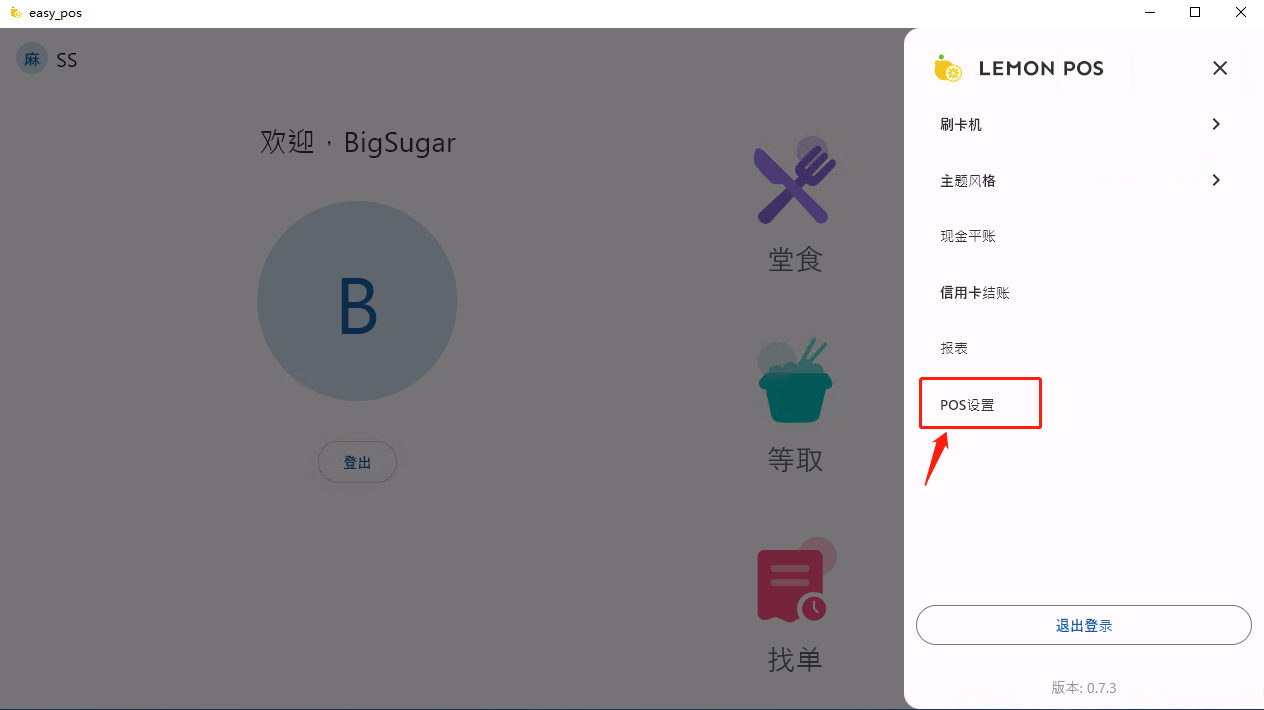 easy_pos
麻 SS
欢迎，BigSugar
B
登出
堂食
等取
找单
LEMON POS
刷卡机
主题风格
现金平账
信用卡结账
报表
POS设置
退出登录
版本: 0.7.3